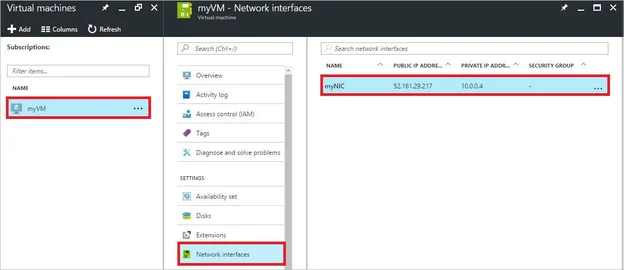 Virtual machines
Add Columns Refresh
Subscriptions:
Filter items...
NAME
myVM ...
myVM - Network interfaces
Virtual machine
Search (Ctrl+/)
Overview
Activity log
Access control (IAM)
Tags
Diagnose and solve problems
SETTINGS
Availability set
Disks
Extensions
Network interfaces
Search network interfaces
NAME PUBLIC IP ADDRE... PRIVATE IP ADDR... SECURITY GROUP
myNIC 52.161.29.217 10.0.0.4 - ...